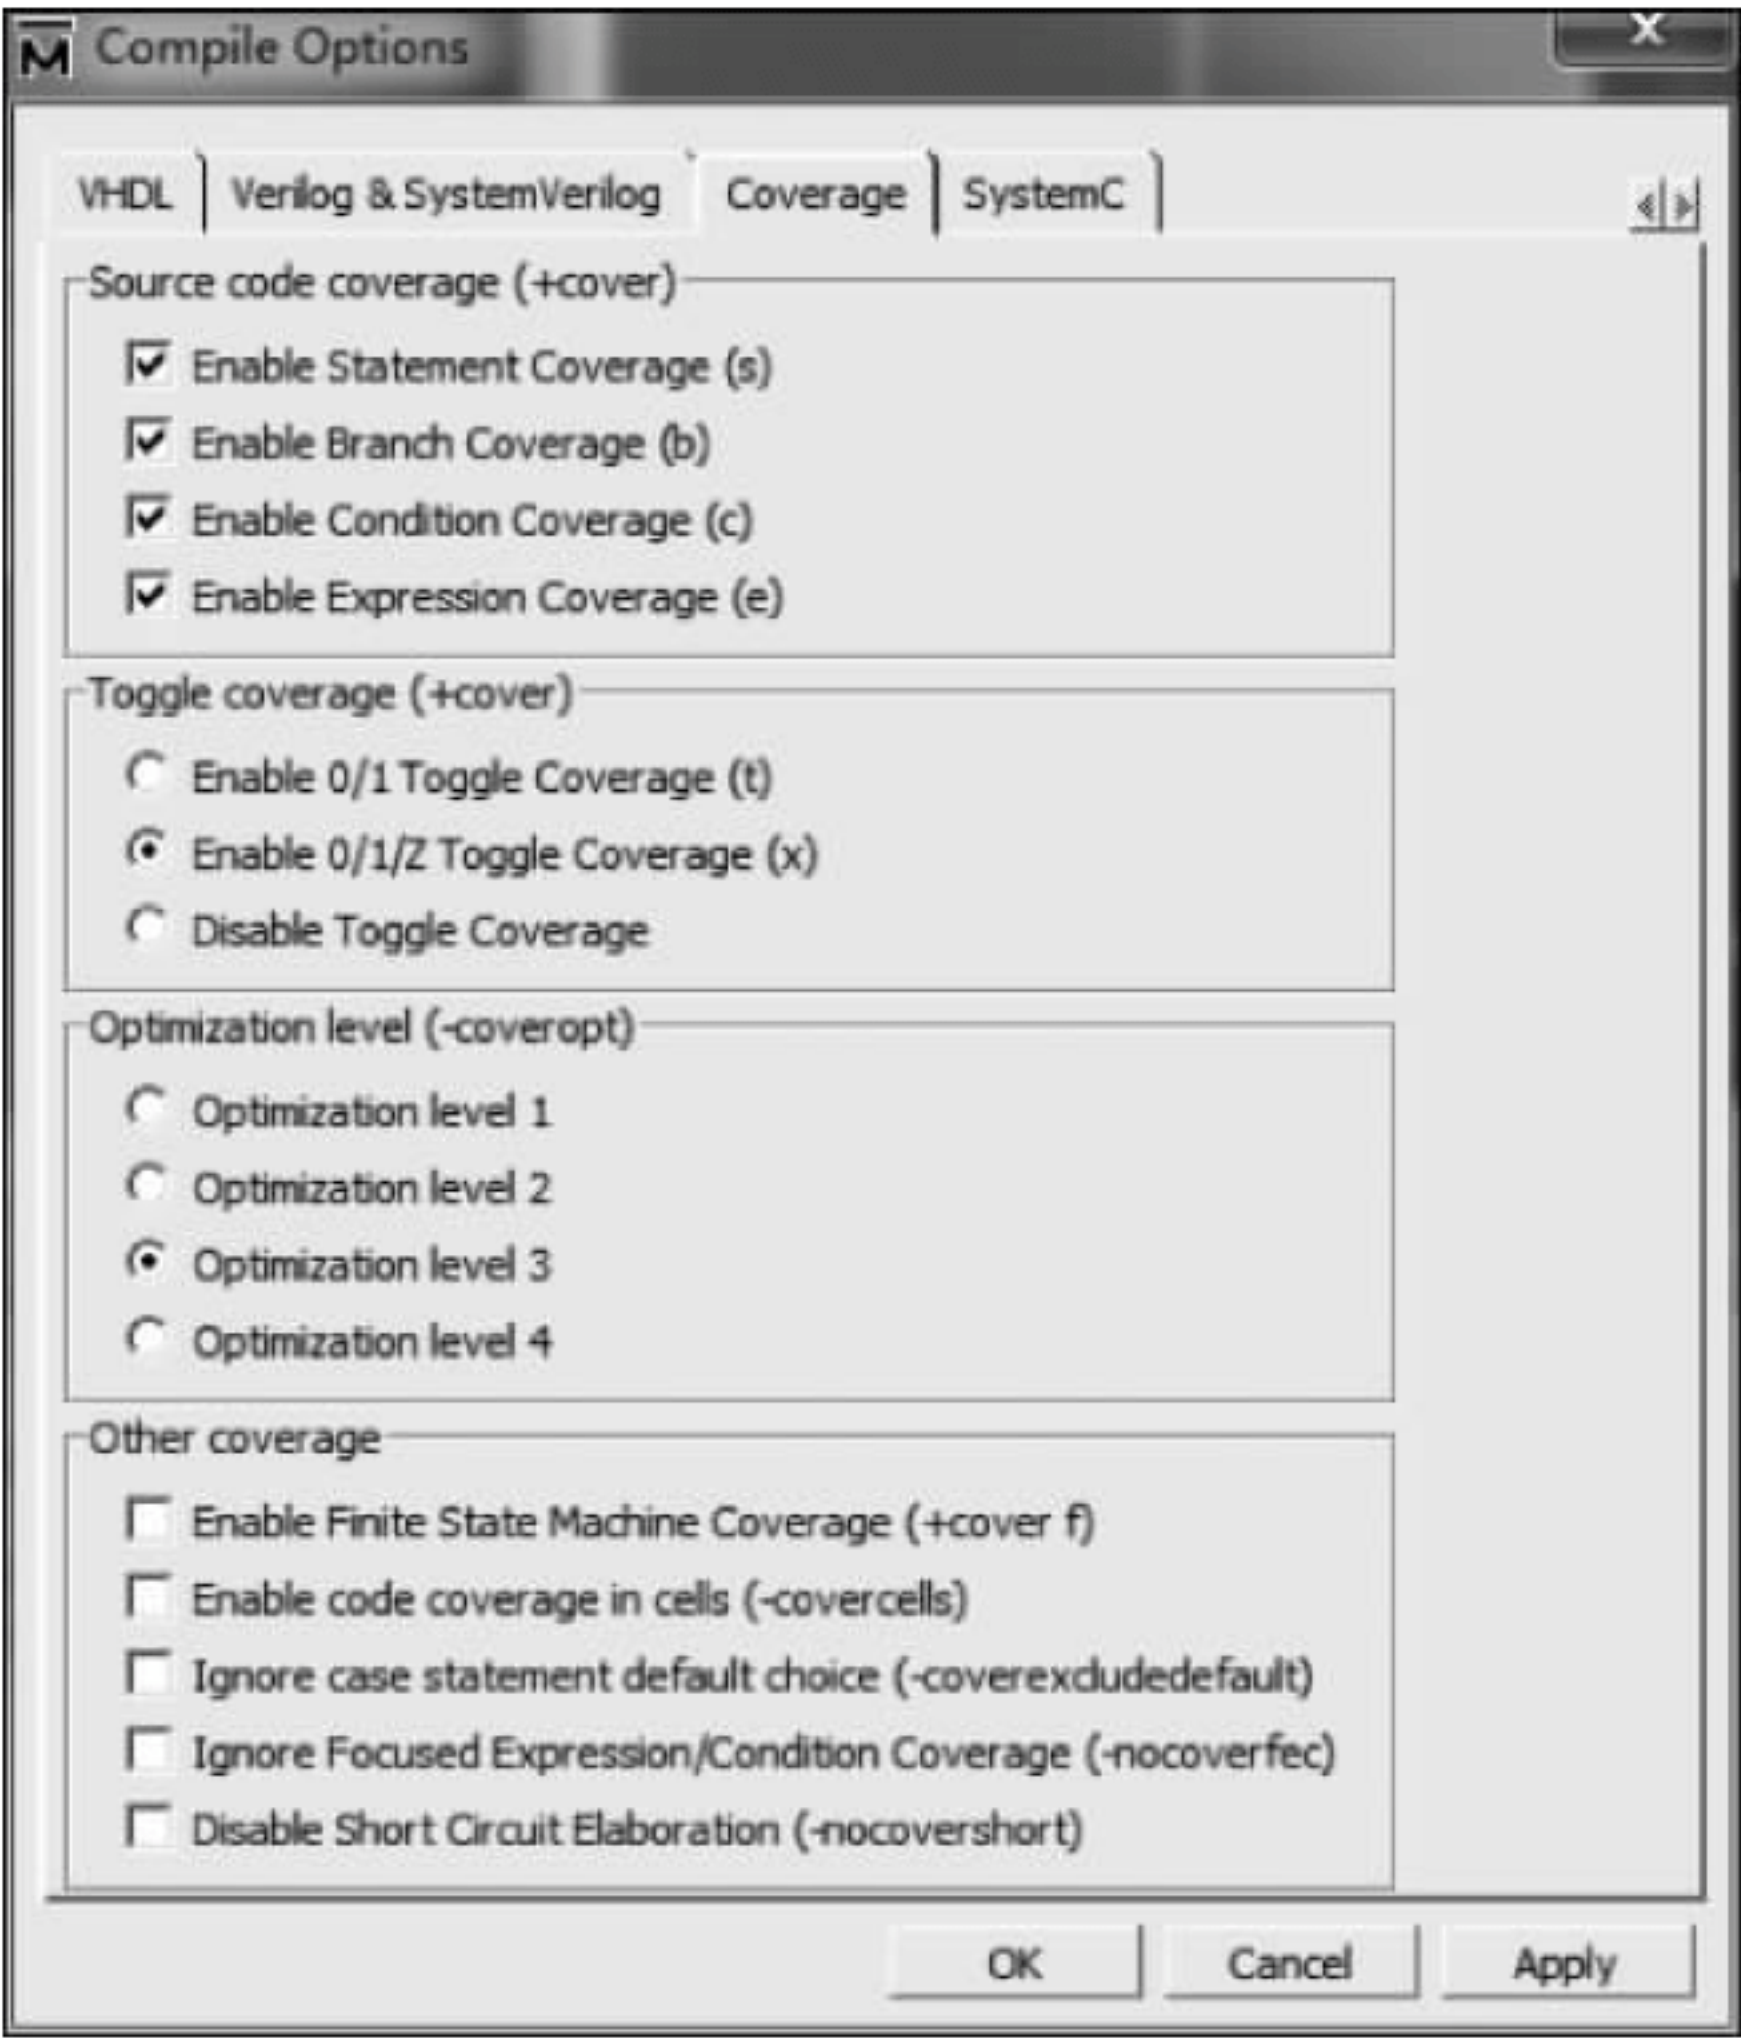 M Compile Options X
VHDL Verilog & SystemVerilog Coverage SystemC
Source code coverage (+cover)
Enable Statement Coverage (s)
Enable Branch Coverage (b)
Enable Condition Coverage (c)
Enable Expression Coverage (e)
Toggle coverage (+cover)
Enable 0/1 Toggle Coverage (t)
Enable 0/1/Z Toggle Coverage (x)
Disable Toggle Coverage
Optimization level (-coveropt)
Optimization level 1
Optimization level 2
Optimization level 3
Optimization level 4
Other coverage
Enable Finite State Machine Coverage (+cover f)
Enable code coverage in cells (-covercells)
Ignore case statement default choice (-coverexcludedefault)
Ignore Focused Expression/Condition Coverage (-nocoverfec)
Disable Short Circuit Elaboration (-nocovershort)
OK Cancel Apply